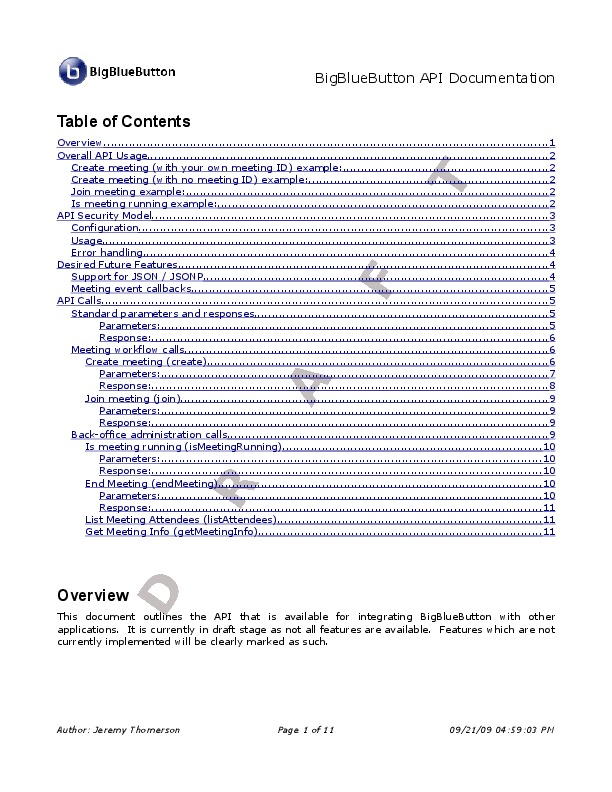 BigBlueButton
BigBlueButton API Documentation
Table of Contents
Overview...1
Overall API Usage...2
Create meeting (with your own meeting ID) example:...2
Create meeting (with no meeting ID) example:...2
Join meeting example:...2
Is meeting running example:...2
API Security Model...3
Configuration...3
Usage...3
Error handling...4
Desired Future Features...4
Support for JSON / JSONP...4
Meeting event callbacks...5
API Calls...5
Standard parameters and responses...5
Parameters:...5
Response:...6
Meeting workflow calls...6
Create meeting (create)...6
Parameters:...7
Response:...8
Join meeting (join)...9
Parameters:...9
Response:...9
Back-office administration calls...9
Is meeting running (isMeetingRunning)...10
Parameters:...10
Response:...10
End Meeting (endMeeting)...10
Parameters:...10
Response:...11
List Meeting Attendees (listAttendees)...11
Get Meeting Info (getMeetingInfo)...11
DRAFT
Overview
This document outlines the API that is available for integrating BigBlueButton with other
applications. It is currently in draft stage as not all features are available. Features which are not
currently implemented will be clearly marked as such.
Author: Jeremy Thomerson Page 1 of 11 09/21/09 04:59:03 PM